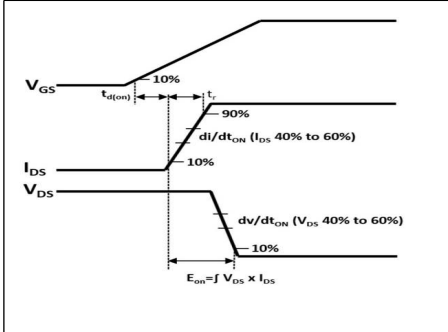 10%
V_GS
t_d(on)
t_r
90%
di/dt_ON (I_DS 40% to 60%)
10%
I_DS
V_DS
dv/dt_ON (V_DS 40% to 60%)
10%
E_on=∫ V_DS x I_DS